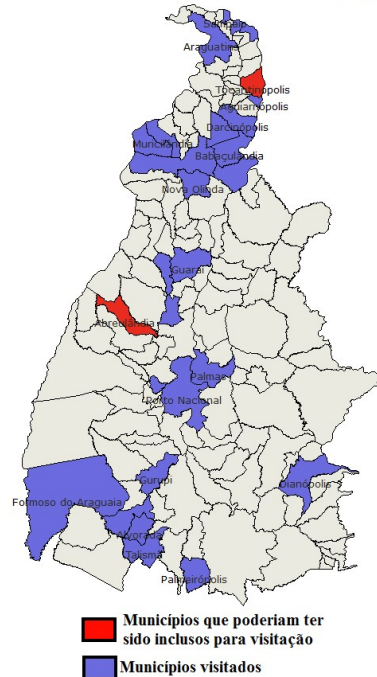 Sampaio
Araguatins
Tocantinópolis
Aguiarnópolis
Darcinópolis
Muricilândia
Babaçulândia
Nova Olinda
Guaraí
Abreulândia
Palmas
Porto Nacional
Gurupi
Dianópolis
Formoso do Araguaia
Alvorada
Talismã
Palmeirópolis
Municípios que poderiam ter
sido inclusos para visitação
Municípios visitados